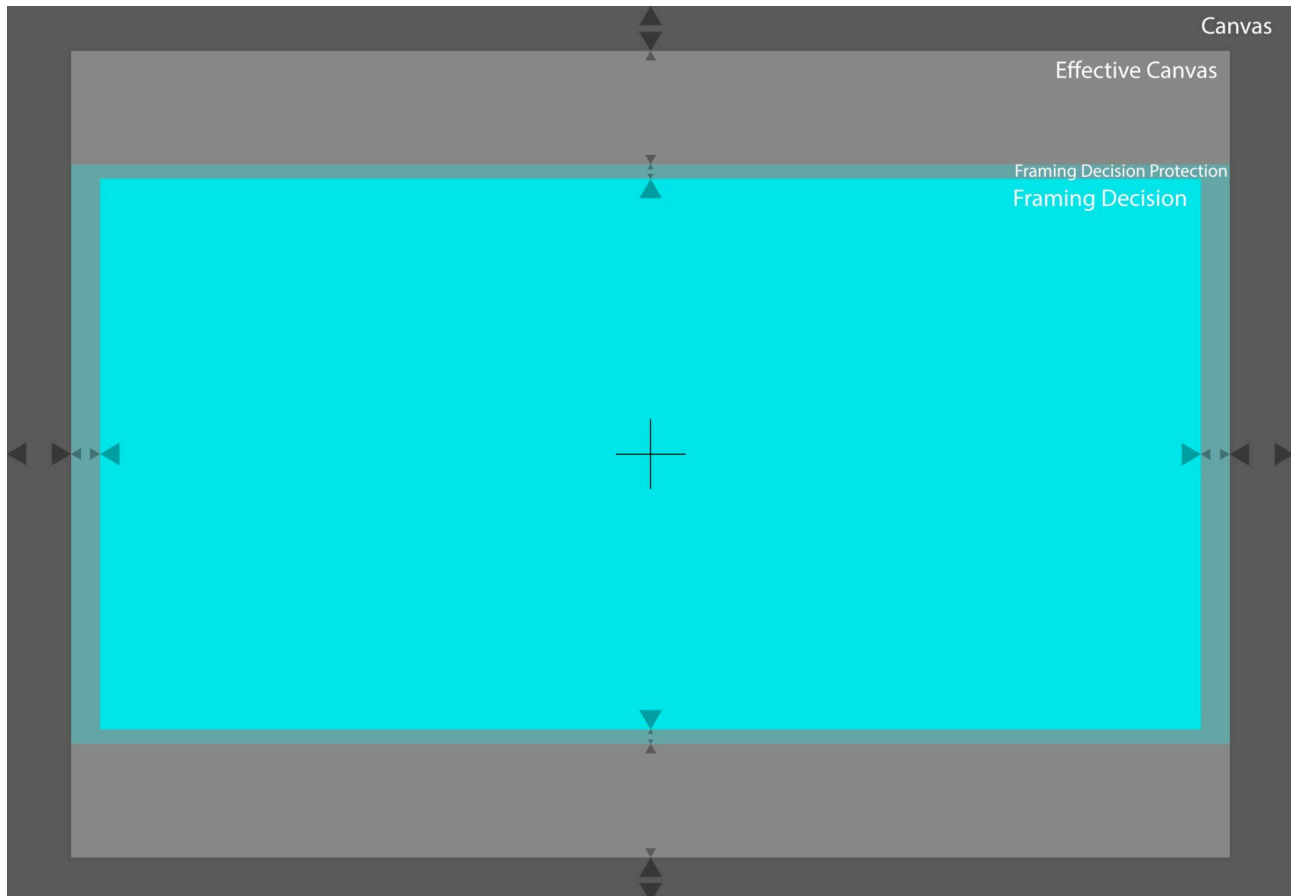 Canvas
Effective Canvas
Framing Decision Protection
Framing Decision